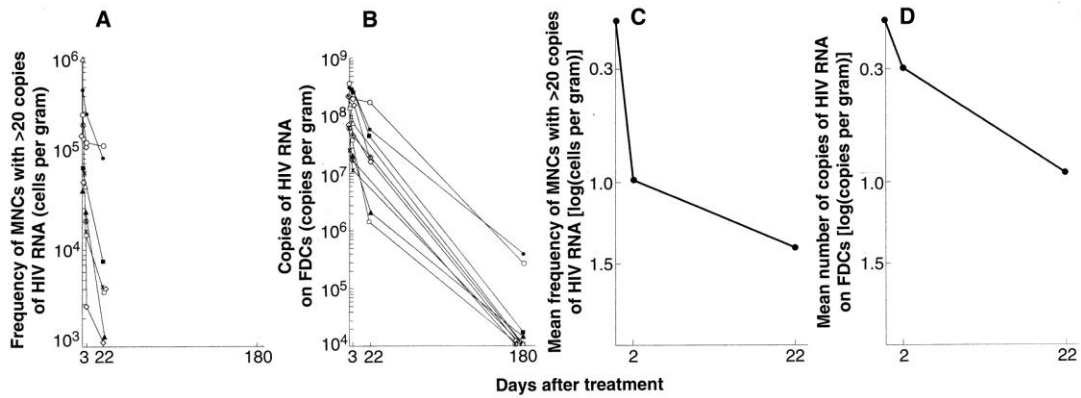 A
Frequency of MNCs with >20 copies
of HIV RNA (cells per gram)
10⁶
10⁵
10⁴
10³
3 22 180
B
Copies of HIV RNA
on FDCs (copies per gram)
10⁹
10⁸
10⁷
10⁶
10⁵
10⁴
3 22 180
C
Mean frequency of MNCs with >20 copies
of HIV RNA [log(cells per gram)]
0.3
1.0
1.5
2 22
D
Mean number of copies of HIV RNA
on FDCs [log(copies per gram)]
0.3
1.0
1.5
2 22
Days after treatment